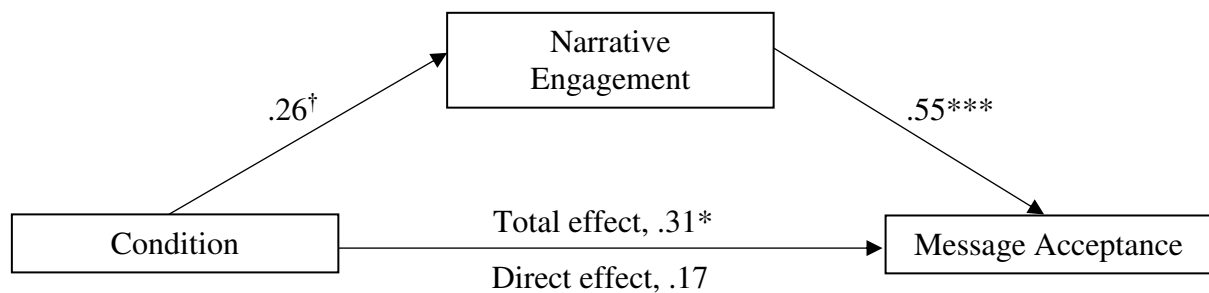 Narrative
Engagement
.26†
.55***
Condition
Total effect, .31*
Direct effect, .17
Message Acceptance